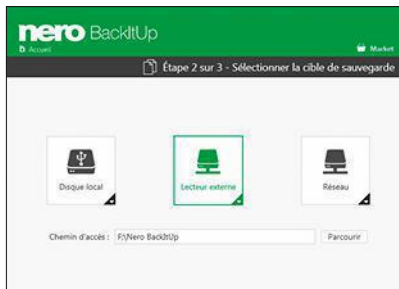 nero BackItUp
Accueil
Market
Étape 2 sur 3 - Sélectionner la cible de sauvegarde
Disque local
Lecteur externe
Réseau
Chemin d'accès : F:\Nero BackItUp
Parcourir